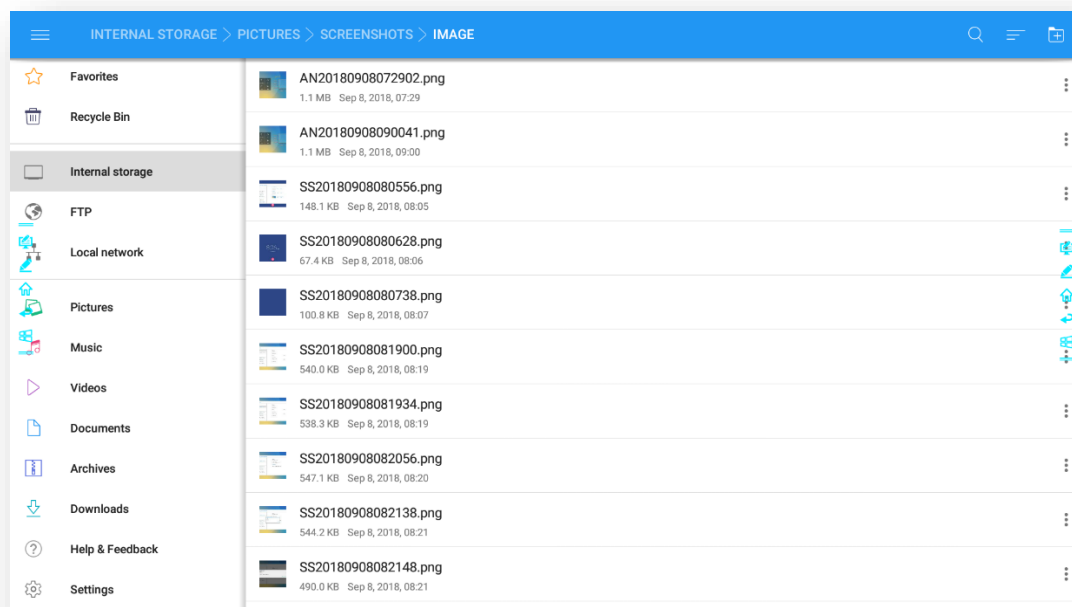 INTERNAL STORAGE > PICTURES > SCREENSHOTS > IMAGE
Favorites
Recycle Bin
Internal storage
FTP
Local network
Pictures
Music
Videos
Documents
Archives
Downloads
Help & Feedback
Settings
AN20180908072902.png
1.1 MB Sep 8, 2018, 07:29
AN20180908090041.png
1.1 MB Sep 8, 2018, 09:00
SS20180908080556.png
148.1 KB Sep 8, 2018, 08:05
SS20180908080628.png
67.4 KB Sep 8, 2018, 08:06
SS20180908080738.png
100.8 KB Sep 8, 2018, 08:07
SS20180908081900.png
540.0 KB Sep 8, 2018, 08:19
SS20180908081934.png
538.3 KB Sep 8, 2018, 08:19
SS20180908082056.png
547.1 KB Sep 8, 2018, 08:20
SS20180908082138.png
544.2 KB Sep 8, 2018, 08:21
SS20180908082148.png
490.0 KB Sep 8, 2018, 08:21